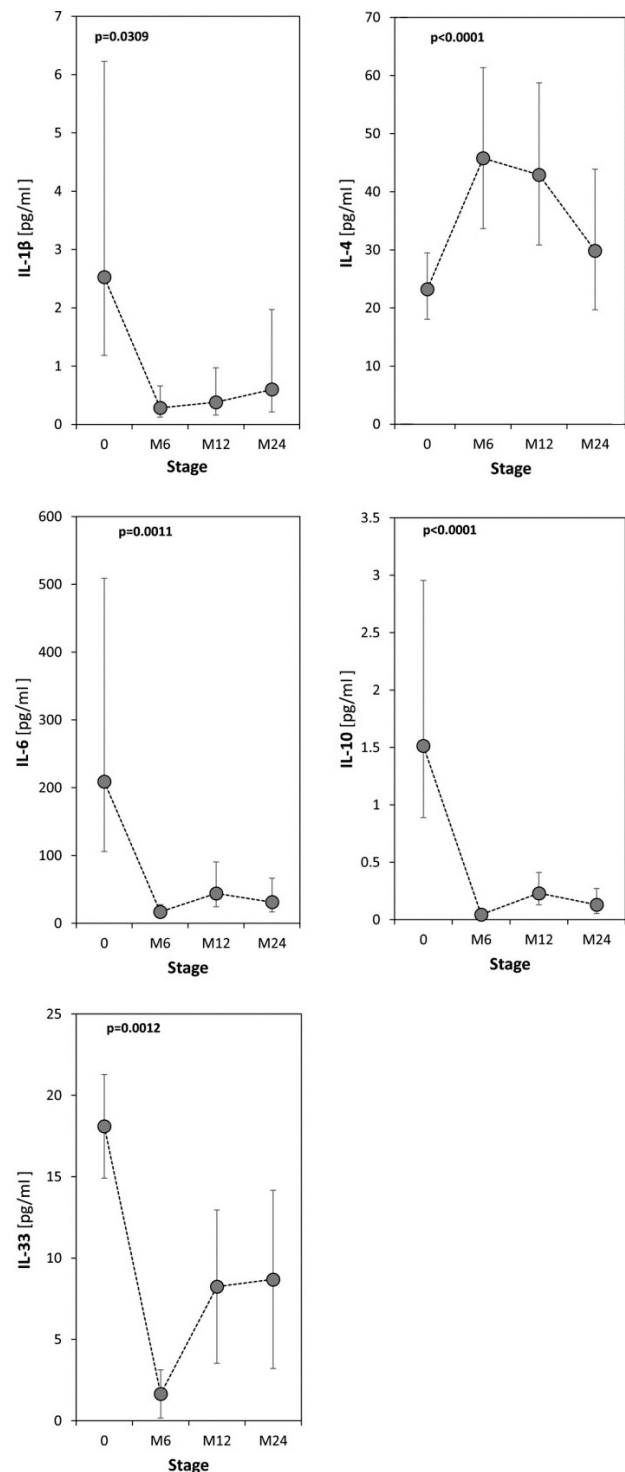 p=0.0309
7
6
5
4
3
2
1
0
IL-1β [pg/ml]
0 M6 M12 M24
Stage
p<0.0001
70
60
50
40
30
20
10
0
IL-4 [pg/ml]
0 M6 M12 M24
Stage
p=0.0011
600
500
400
300
200
100
0
IL-6 [pg/ml]
0 M6 M12 M24
Stage
p<0.0001
3.5
3
2.5
2
1.5
1
0.5
0
IL-10 [pg/ml]
0 M6 M12 M24
Stage
p=0.0012
25
20
15
10
5
0
IL-33 [pg/ml]
0 M6 M12 M24
Stage